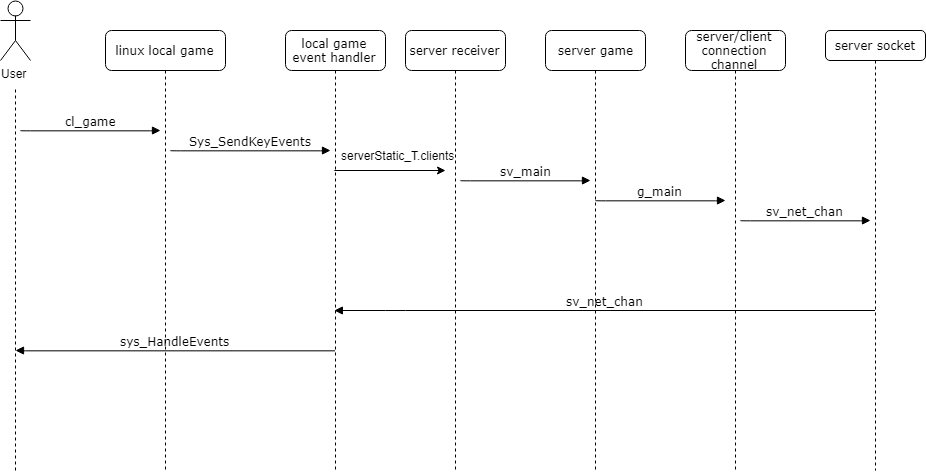 User
linux local game
local game
event handler
server receiver
server game
server/client
connection
channel
server socket
cl_game
Sys_SendKeyEvents
serverStatic_T.clients
sv_main
g_main
sv_net_chan
sv_net_chan
sys_HandleEvents